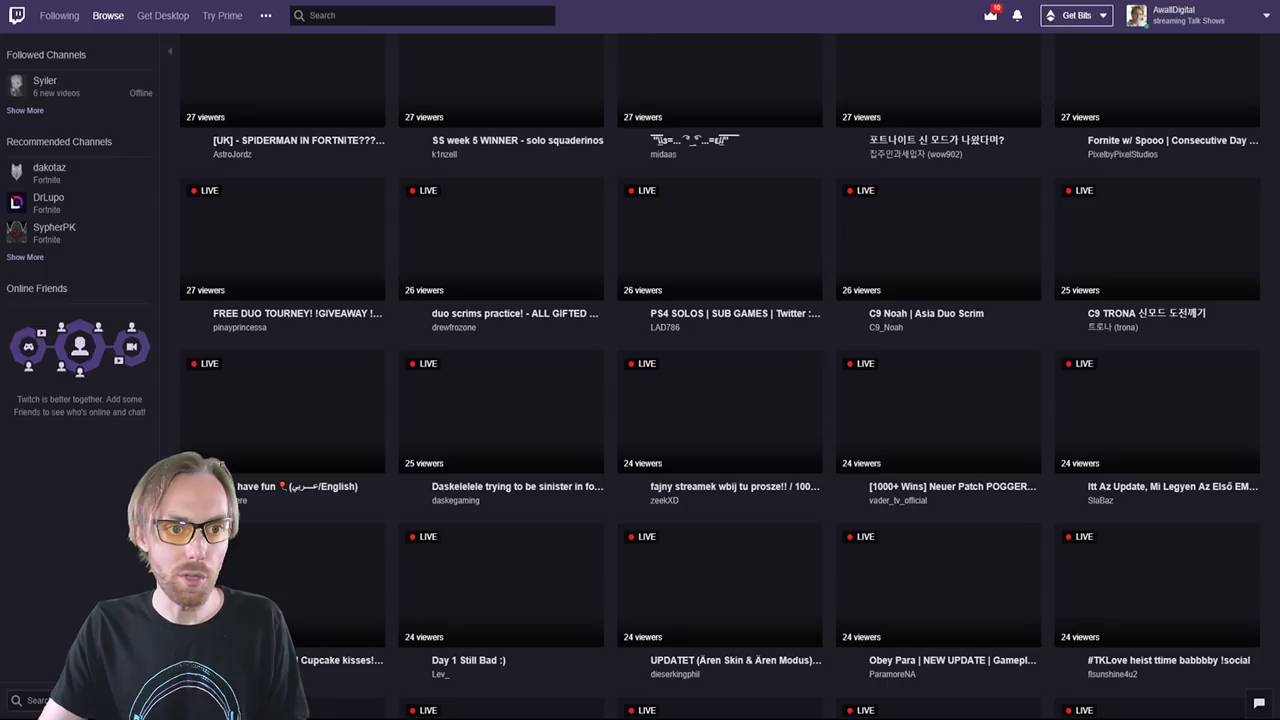 Following Browse Get Desktop Try Prime
Search
10
Get Bits
AwallDigital
streaming Talk Shows
Followed Channels
Syiler
6 new videos
Offline
Show More
Recommended Channels
dakotaz
Fortnite
DrLupo
Fortnite
SypherPK
Fortnite
Show More
Online Friends
Twitch is better together. Add some
Friends to see who's online and chat!
27 viewers
27 viewers
27 viewers
27 viewers
27 viewers
[UK] - SPIDERMAN IN FORTNITE???...
AstroJordz
SS week 5 WINNER - solo squaderinos
k1nzell
midaas
포트나이트 신 모드가 나왔다며?
집주인과세입자 (wow902)
Fornite w/ Spooo | Consecutive Day ...
PixelbyPixelStudios
LIVE
LIVE
LIVE
LIVE
LIVE
27 viewers
26 viewers
26 viewers
26 viewers
25 viewers
FREE DUO TOURNEY! !GIVEAWAY !...
pinayprincessa
duo scrims practice! - ALL GIFTED ...
drewfrozone
PS4 SOLOS | SUB GAMES | Twitter :...
LAD786
C9 Noah | Asia Duo Scrim
C9_Noah
C9 TRONA 신모드 도전깨기
트로나 (trona)
LIVE
LIVE
LIVE
LIVE
LIVE
25 viewers
24 viewers
24 viewers
24 viewers
have fun 🎈(عــــربي/English)
Daskelelele trying to be sinister in fo...
daskegaming
fajny streamek wbij tu prosze!! / 100...
zeekXD
[1000+ Wins] Neuer Patch POGGER...
vader_tv_official
Itt Az Update, Mi Legyen Az Első EM...
SlaBaz
LIVE
LIVE
LIVE
LIVE
24 viewers
24 viewers
24 viewers
24 viewers
Cupcake kisses!...
Day 1 Still Bad :)
Lev_
UPDATET (Ären Skin & Ären Modus)...
dieserkingphil
Obey Para | NEW UPDATE | Gamepl...
ParamoreNA
#TKLove heist ttime babbbby !social
flsunshine4u2
Searc
LIVE
LIVE
LIVE
LIVE